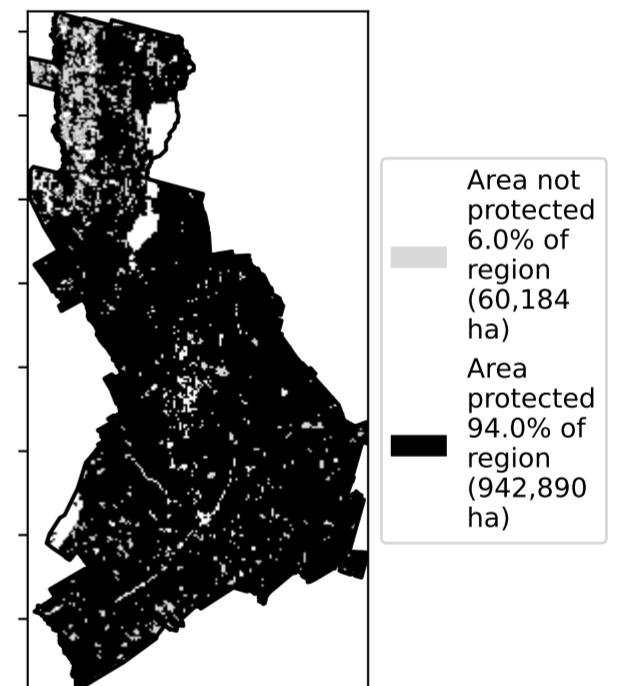 Area not
protected
6.0% of
region
(60,184
ha)
Area
protected
94.0% of
region
(942,890
ha)